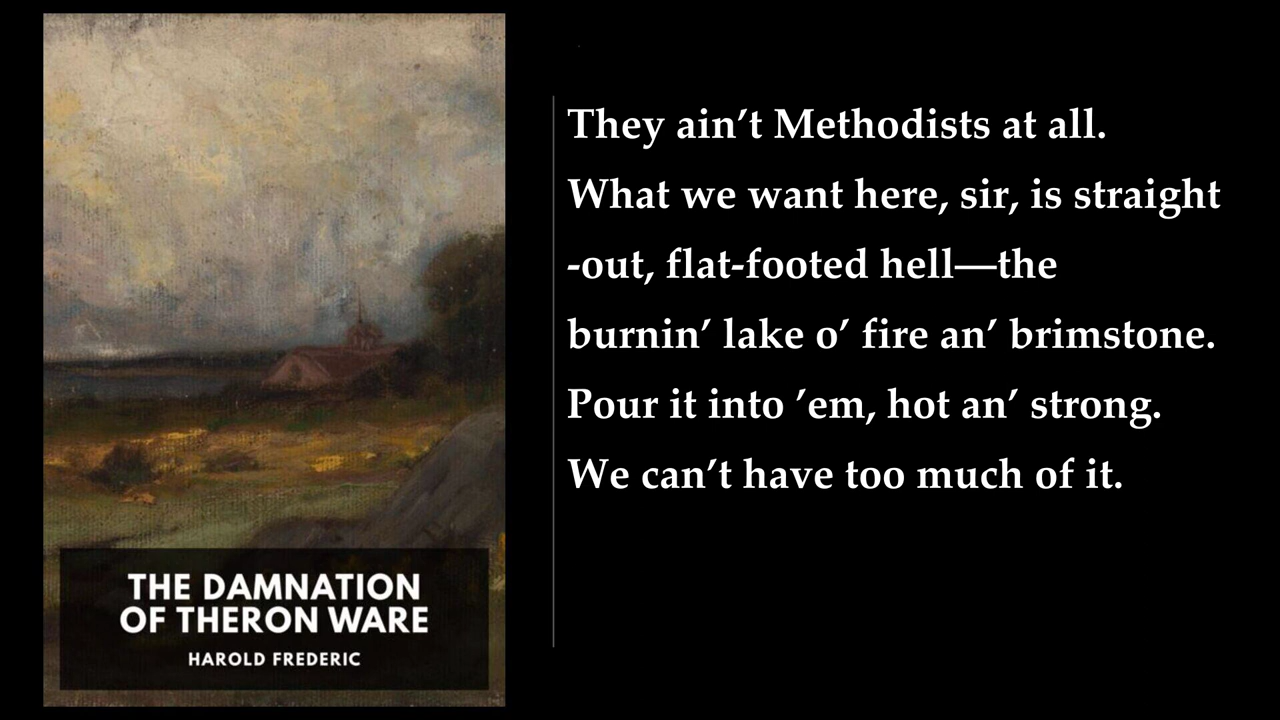 THE DAMNATION
OF THERON WARE
HAROLD FREDERIC
They ain’t Methodists at all.
What we want here, sir, is straight
-out, flat-footed hell—the
burnin’ lake o’ fire an’ brimstone.
Pour it into ’em, hot an’ strong.
We can’t have too much of it.